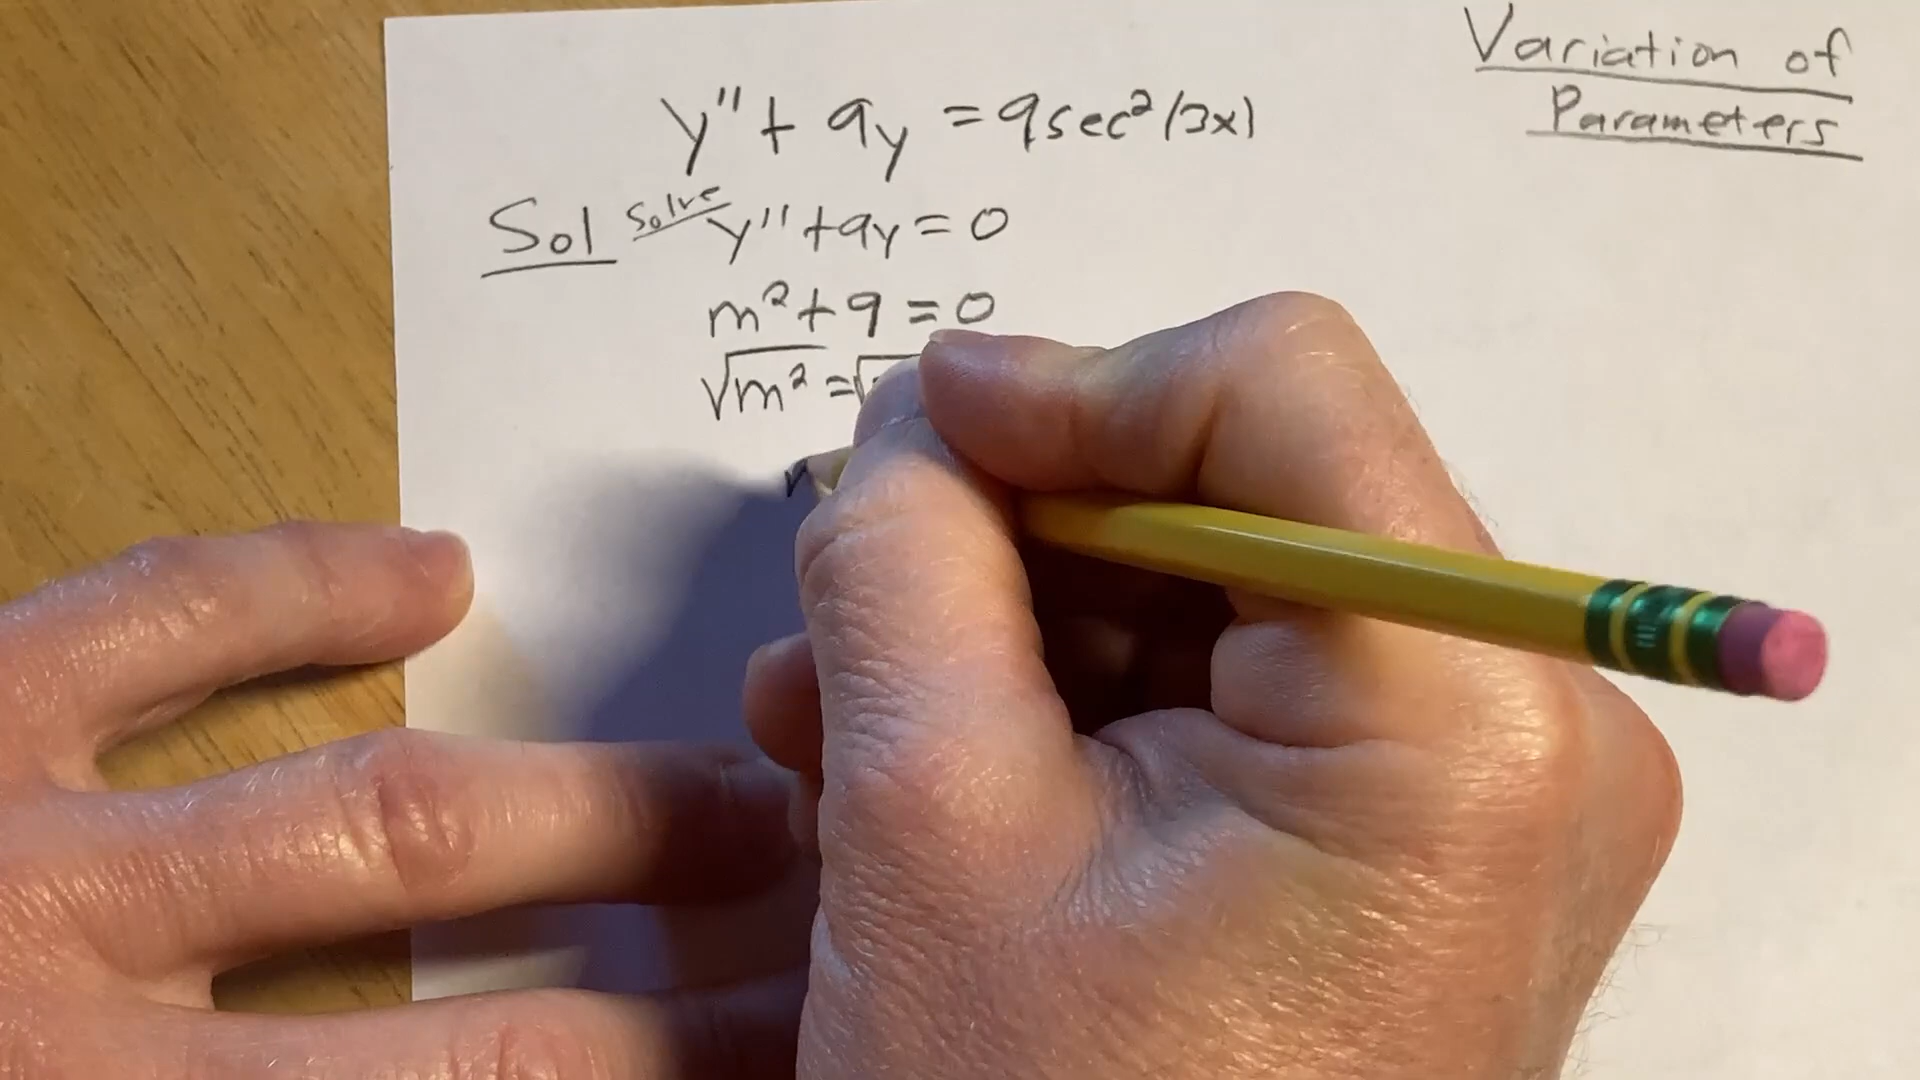 Variation of
Parameters
y'' + 9y = 9sec²(3x)
Sol solve y'' + 9y = 0
m² + 9 = 0
√m² = √